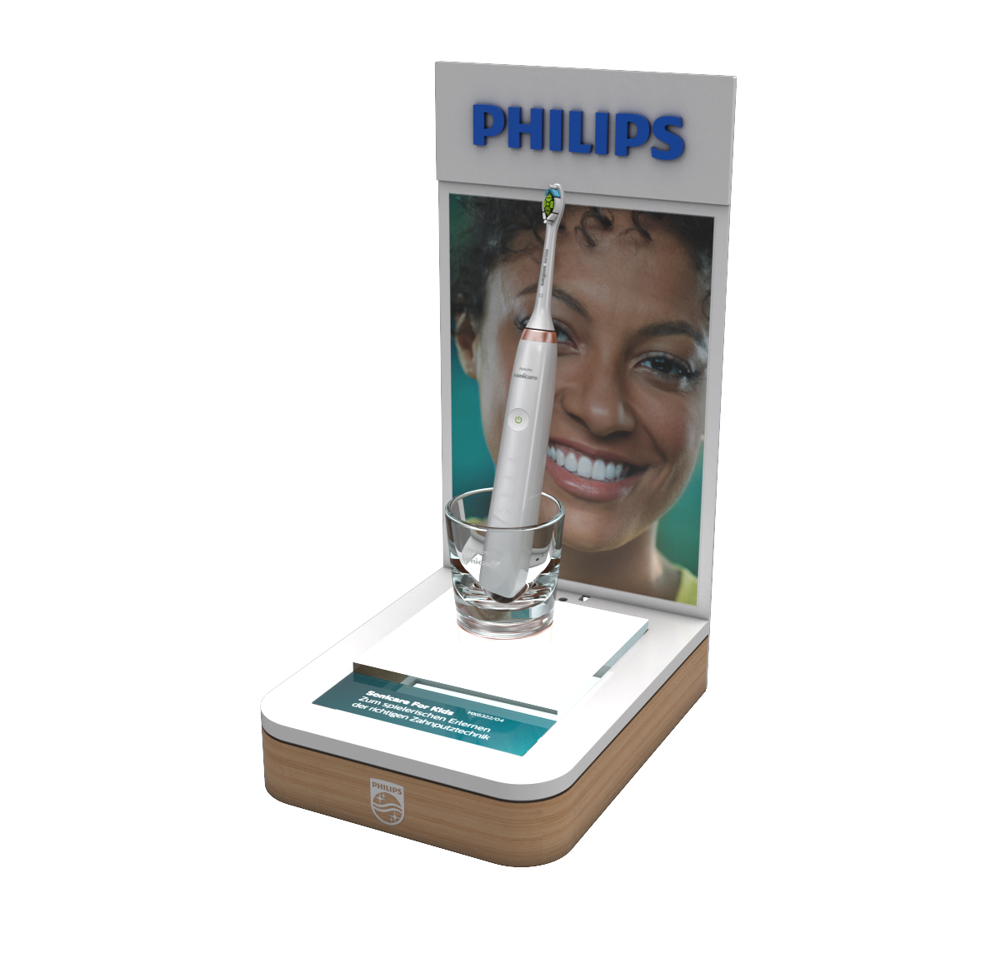 PHILIPS
PHILIPS
sonicare
Sonicare For Kids HX6322/04
Zum spielerischen Erlernen
der richtigen Zahnputztechnik
PHILIPS